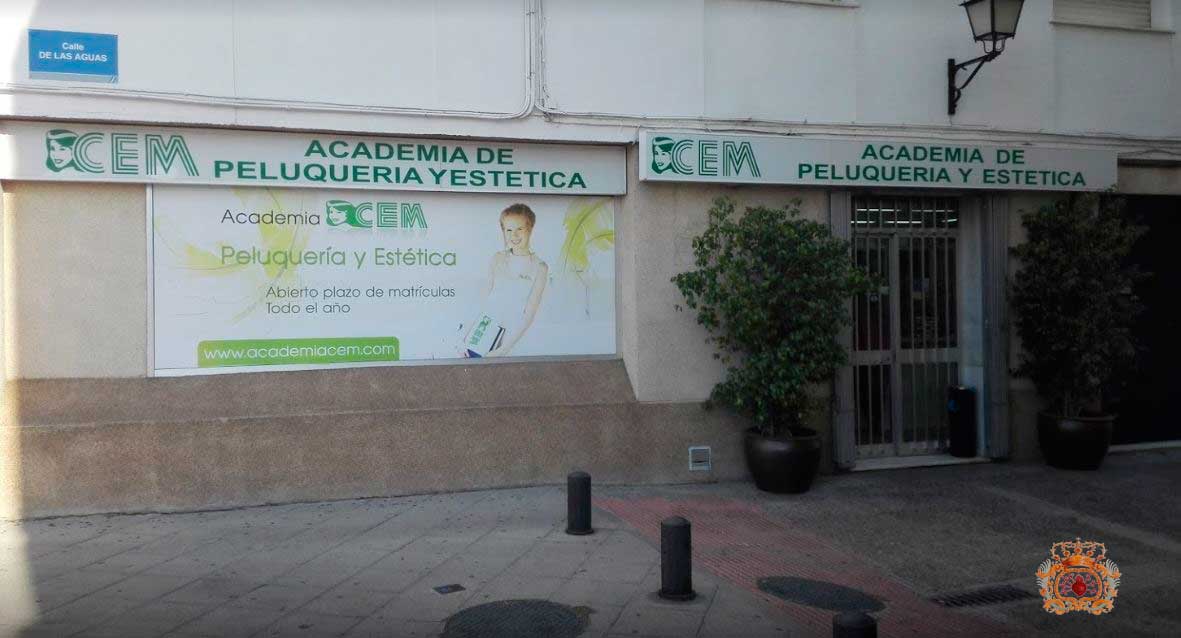 Calle
DE LAS AGUAS
CEM
ACADEMIA DE
PELUQUERIA YESTETICA
CEM
ACADEMIA DE
PELUQUERIA Y ESTETICA
Academia CEM
Peluquería y Estética
Abierto plazo de matrículas
Todo el año
www.academiacem.com
CEM